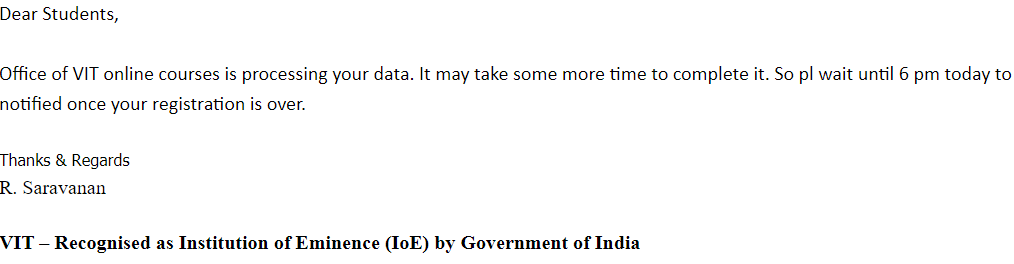 Dear Students,
Office of VIT online courses is processing your data. It may take some more time to complete it. So pl wait until 6 pm today to
notified once your registration is over.
Thanks & Regards
R. Saravanan
VIT – Recognised as Institution of Eminence (IoE) by Government of India